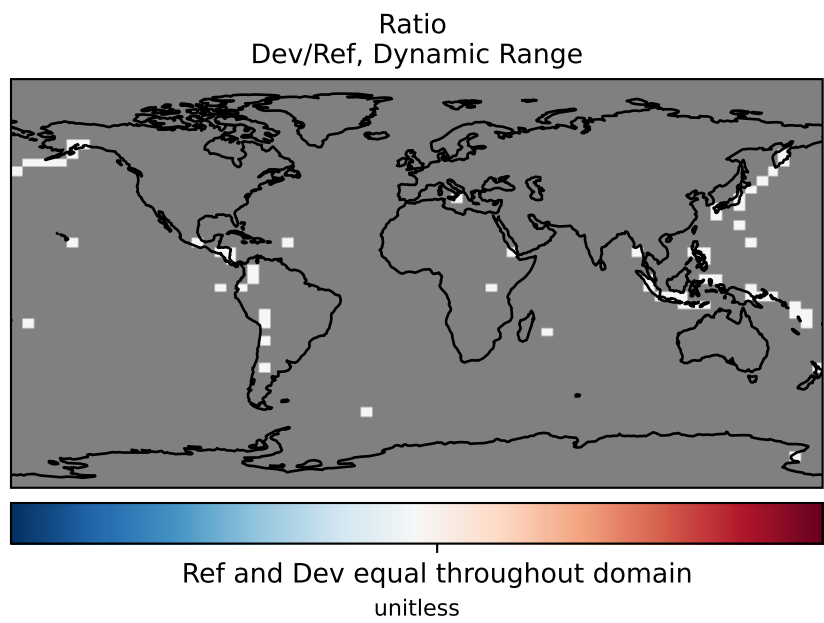 Ratio
Dev/Ref, Dynamic Range
Ref and Dev equal throughout domain
unitless